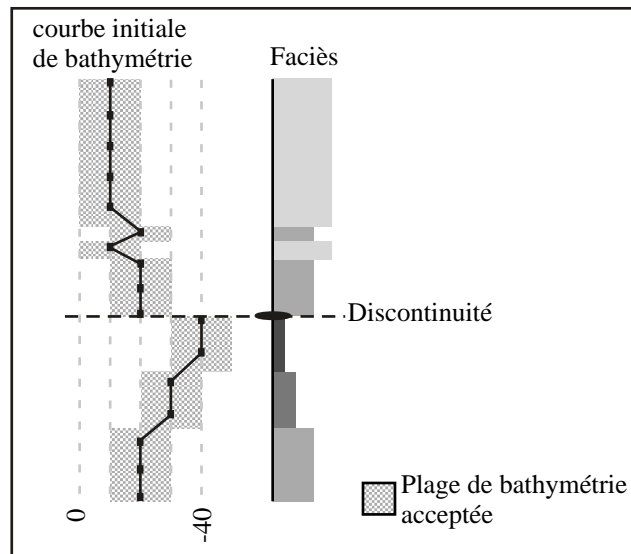 courbe initiale
de bathymétrie
Faciès
Discontinuité
Plage de bathymétrie
acceptée
0
-40